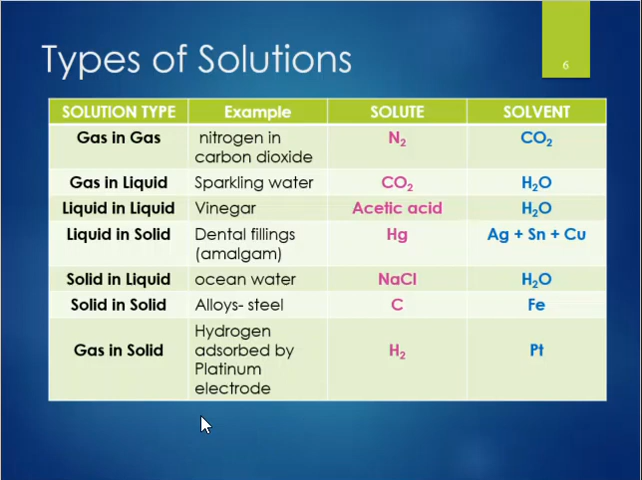 Types of Solutions
6
SOLUTION TYPE Example SOLUTE SOLVENT
Gas in Gas nitrogen in carbon dioxide N₂ CO₂
Gas in Liquid Sparkling water CO₂ H₂O
Liquid in Liquid Vinegar Acetic acid H₂O
Liquid in Solid Dental fillings (amalgam) Hg Ag + Sn + Cu
Solid in Liquid ocean water NaCl H₂O
Solid in Solid Alloys- steel C Fe
Gas in Solid Hydrogen adsorbed by Platinum electrode H₂ Pt